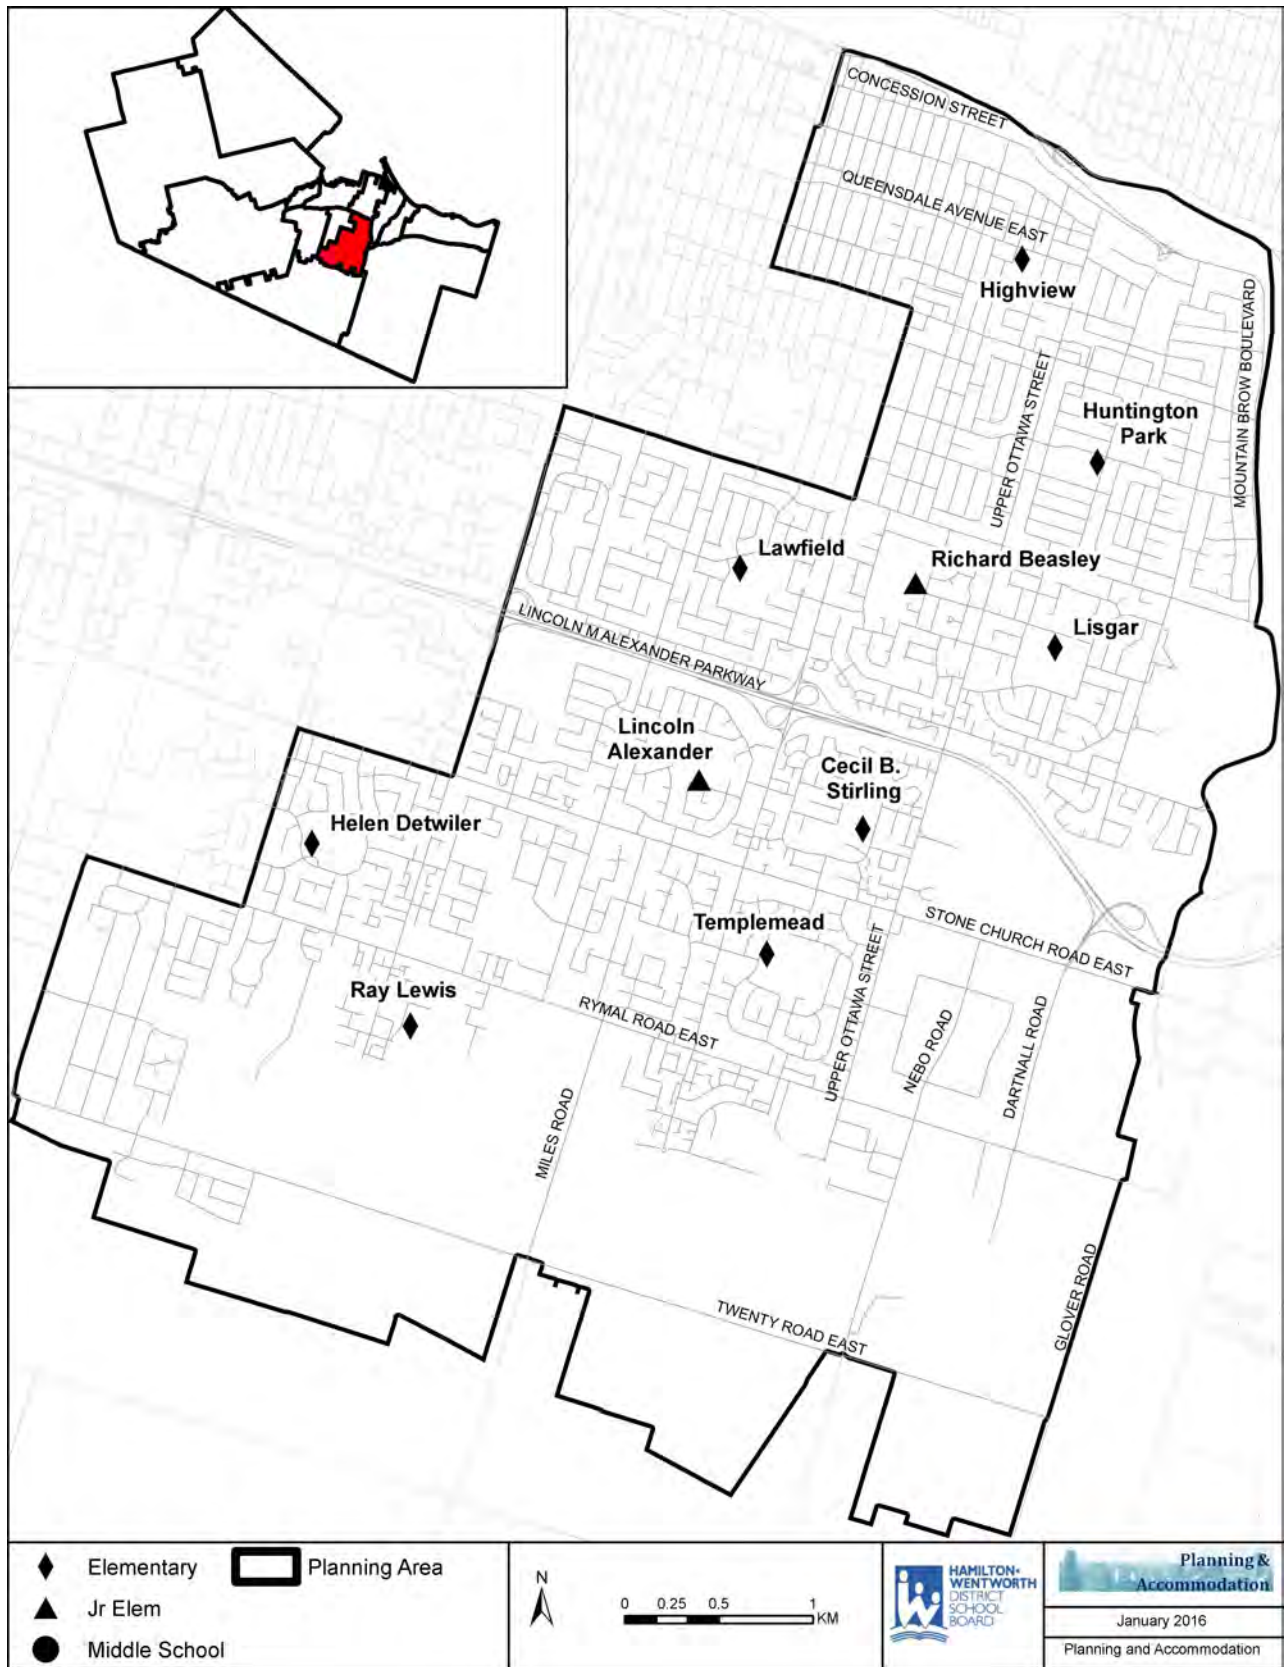 CONCESSION STREET
QUEENSDALE AVENUE EAST
Highview
MOUNTAIN BROW BOULEVARD
UPPER OTTAWA STREET
Huntington
Park
Lawfield
Richard Beasley
LINCOLN M ALEXANDER PARKWAY
Lisgar
Lincoln
Alexander
Cecil B.
Stirling
Helen Detwiler
Templemead
STONE CHURCH ROAD EAST
UPPER OTTAWA STREET
Ray Lewis
RYMAL ROAD EAST
NEBO ROAD
DARTNALL ROAD
MILES ROAD
GLOVER ROAD
TWENTY ROAD EAST
Elementary
Planning Area
Jr Elem
Middle School
N
0 0.25 0.5 1
KM
HAMILTON-
WENTWORTH
DISTRICT
SCHOOL
BOARD
Planning &
Accommodation
January 2016
Planning and Accommodation